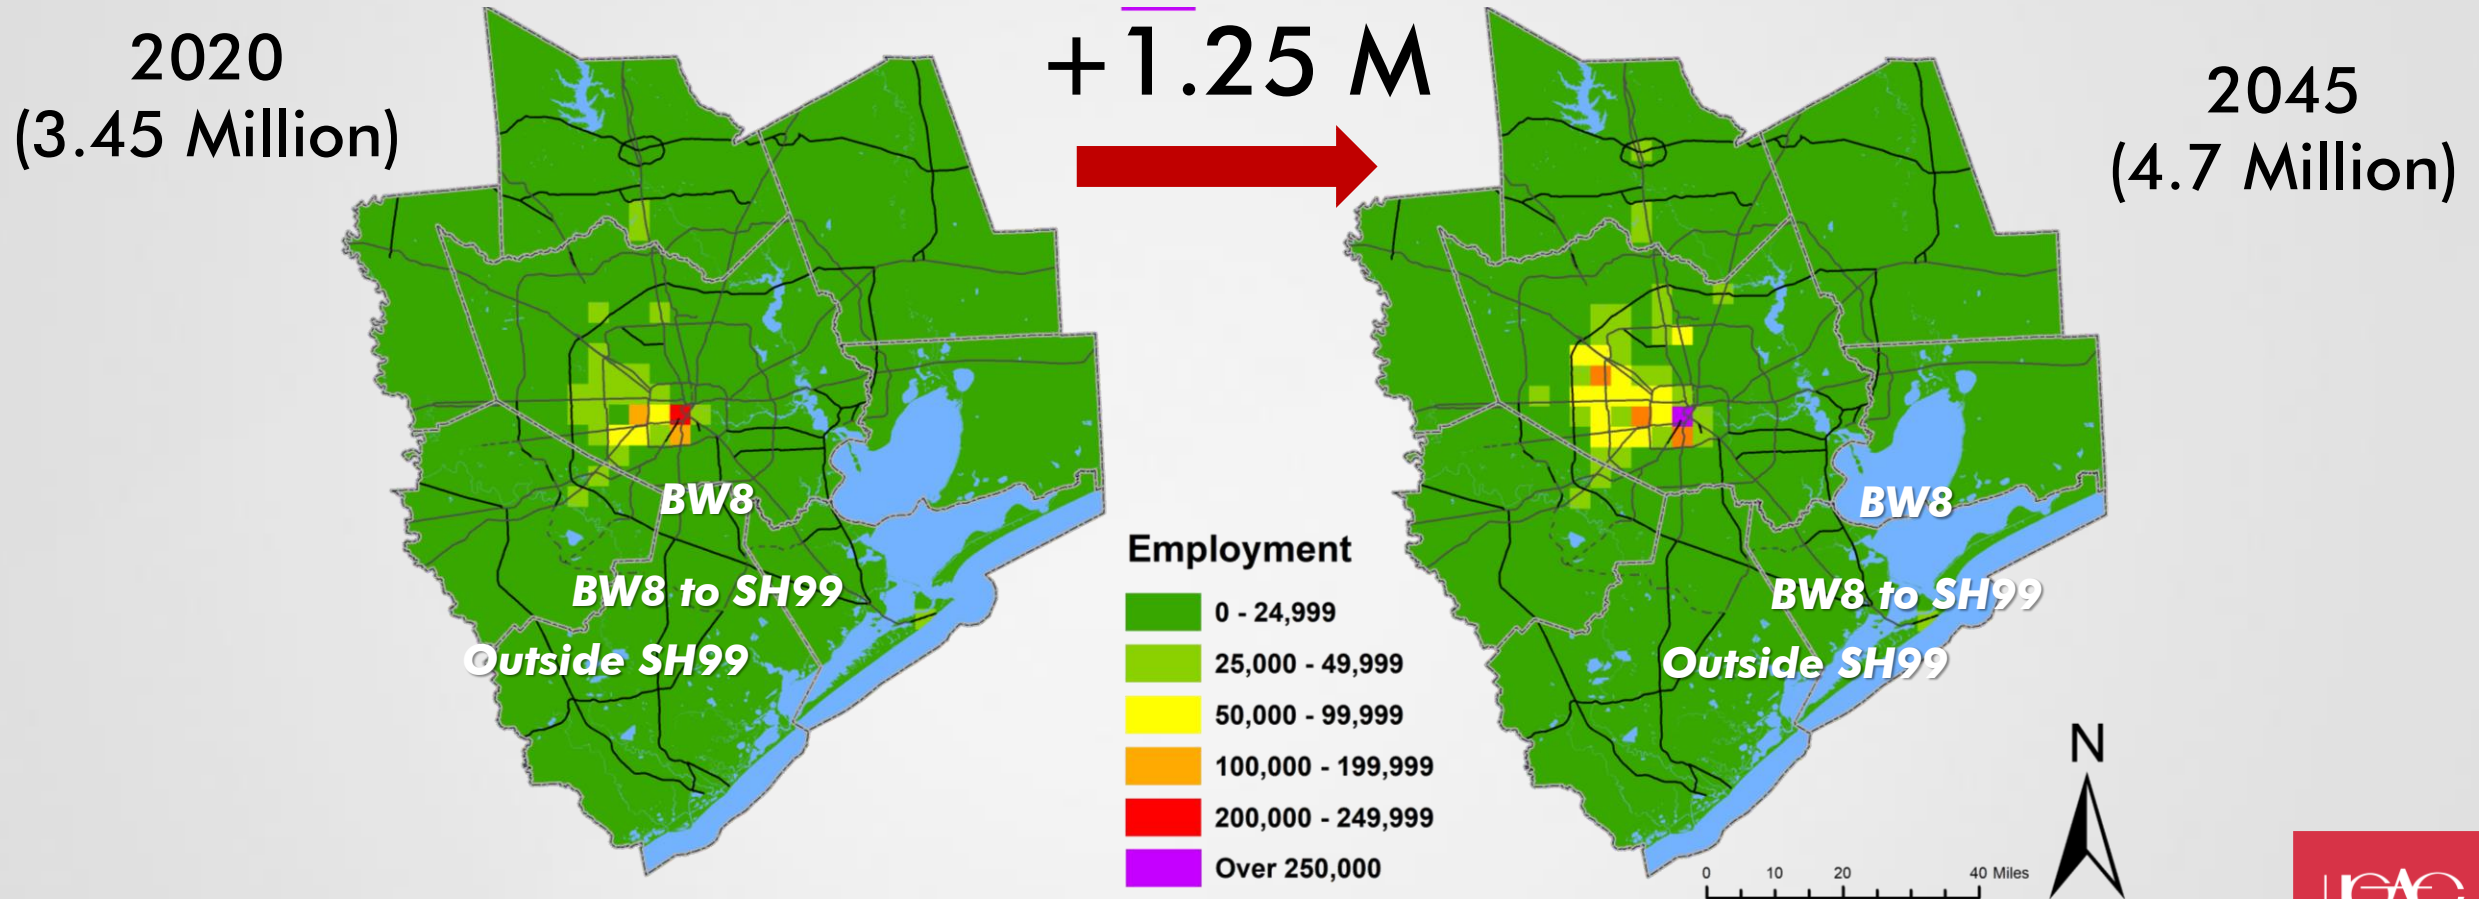 2020
(3.45 Million)
+1.25 M
2045
(4.7 Million)
BW8
BW8 to SH99
Outside SH99
BW8
BW8 to SH99
Outside SH99
Employment
0 - 24,999
25,000 - 49,999
50,000 - 99,999
100,000 - 199,999
200,000 - 249,999
Over 250,000
N
0 10 20 40 Miles